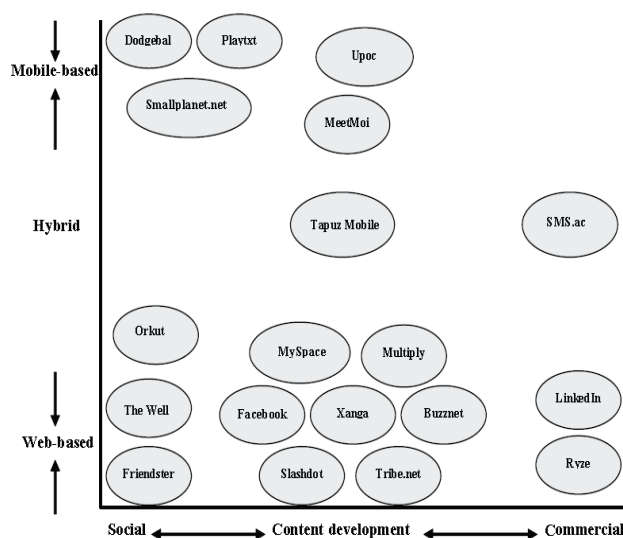 Dodgebal
Playtxt
Upoc
Mobile-based
Smallplanet.net
MeetMoi
Hybrid
Tapuz Mobile
SMS.ac
Orkut
MySpace
Multiply
The Well
Facebook
Xanga
Buzznet
LinkedIn
Web-based
Friendster
Slashdot
Tribe.net
Ryze
Social
Content development
Commercial